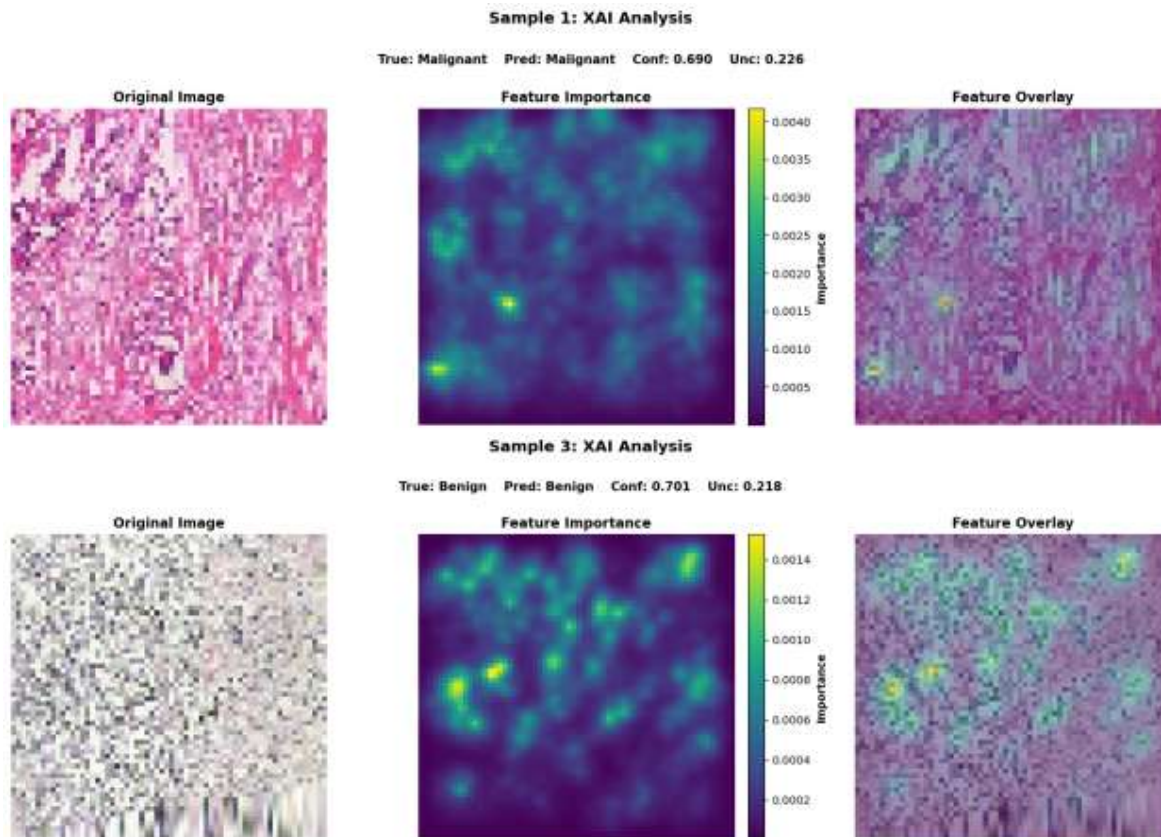 Sample 1: XAI Analysis
True: Malignant Pred: Malignant Conf: 0.690 Unc: 0.226
Original Image
Feature Importance
Feature Overlay
0.0040
0.0035
0.0030
0.0025
0.0020
0.0015
0.0010
0.0005
Importance
Sample 3: XAI Analysis
True: Benign Pred: Benign Conf: 0.701 Unc: 0.218
Original Image
Feature Importance
Feature Overlay
0.0014
0.0012
0.0010
0.0008
0.0006
0.0004
0.0002
Importance